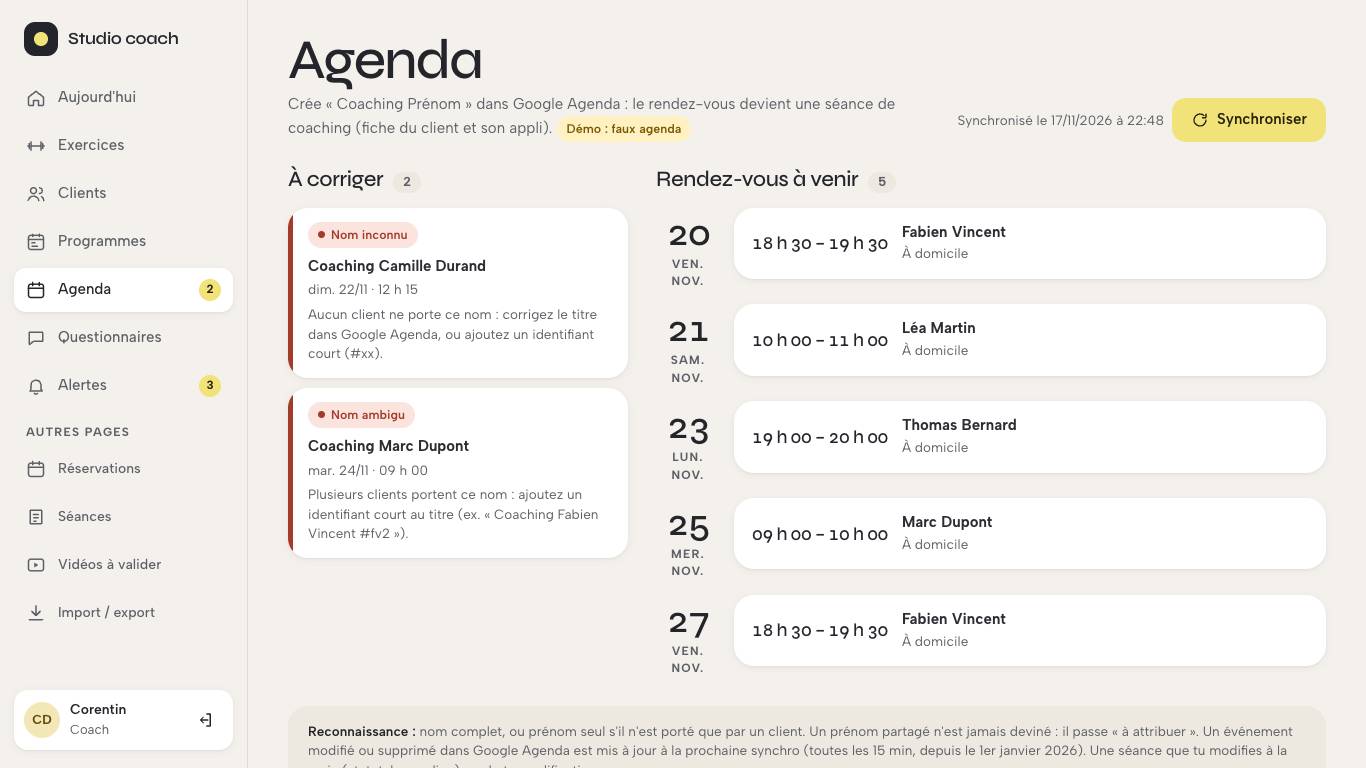 Studio coach
Aujourd'hui
Exercices
Clients
Programmes
Agenda 2
Questionnaires
Alertes 3
AUTRES PAGES
Réservations
Séances
Vidéos à valider
Import / export
CD
Corentin
Coach
Agenda
Crée « Coaching Prénom » dans Google Agenda : le rendez-vous devient une séance de
coaching (fiche du client et son appli). Démo : faux agenda
Synchronisé le 17/11/2026 à 22:48
Synchroniser
À corriger 2
Nom inconnu
Coaching Camille Durand
dim. 22/11 · 12 h 15
Aucun client ne porte ce nom : corrigez le titre
dans Google Agenda, ou ajoutez un identifiant
court (#xx).
Nom ambigu
Coaching Marc Dupont
mar. 24/11 · 09 h 00
Plusieurs clients portent ce nom : ajoutez un
identifiant court au titre (ex. « Coaching Fabien
Vincent #fv2 »).
Rendez-vous à venir 5
20
VEN.
NOV.
18 h 30 – 19 h 30
Fabien Vincent
À domicile
21
SAM.
NOV.
10 h 00 – 11 h 00
Léa Martin
À domicile
23
LUN.
NOV.
19 h 00 – 20 h 00
Thomas Bernard
À domicile
25
MER.
NOV.
09 h 00 – 10 h 00
Marc Dupont
À domicile
27
VEN.
NOV.
18 h 30 – 19 h 30
Fabien Vincent
À domicile
Reconnaissance : nom complet, ou prénom seul s'il n'est porté que par un client. Un prénom partagé n'est jamais deviné : il passe « à attribuer ». Un événement
modifié ou supprimé dans Google Agenda est mis à jour à la prochaine synchro (toutes les 15 min, depuis le 1er janvier 2026). Une séance que tu modifies à la